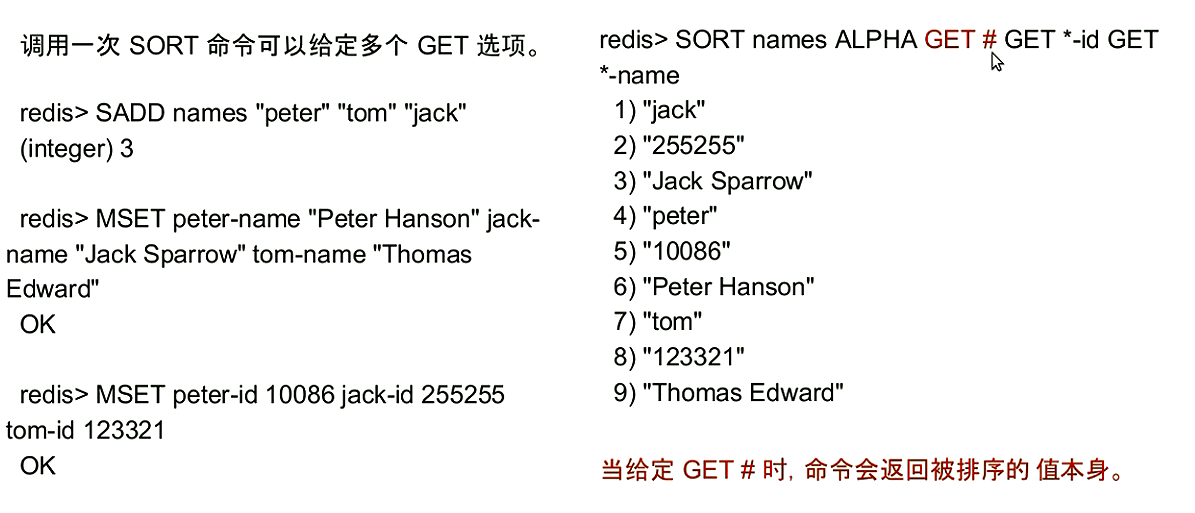 调用一次 SORT 命令可以给定多个 GET 选项。
redis> SADD names "peter" "tom" "jack"
(integer) 3
redis> MSET peter-name "Peter Hanson" jack-
name "Jack Sparrow" tom-name "Thomas
Edward"
OK
redis> MSET peter-id 10086 jack-id 255255
tom-id 123321
OK
redis> SORT names ALPHA GET # GET *-id GET
*-name
1) "jack"
2) "255255"
3) "Jack Sparrow"
4) "peter"
5) "10086"
6) "Peter Hanson"
7) "tom"
8) "123321"
9) "Thomas Edward"
当给定 GET # 时, 命令会返回被排序的 值本身。